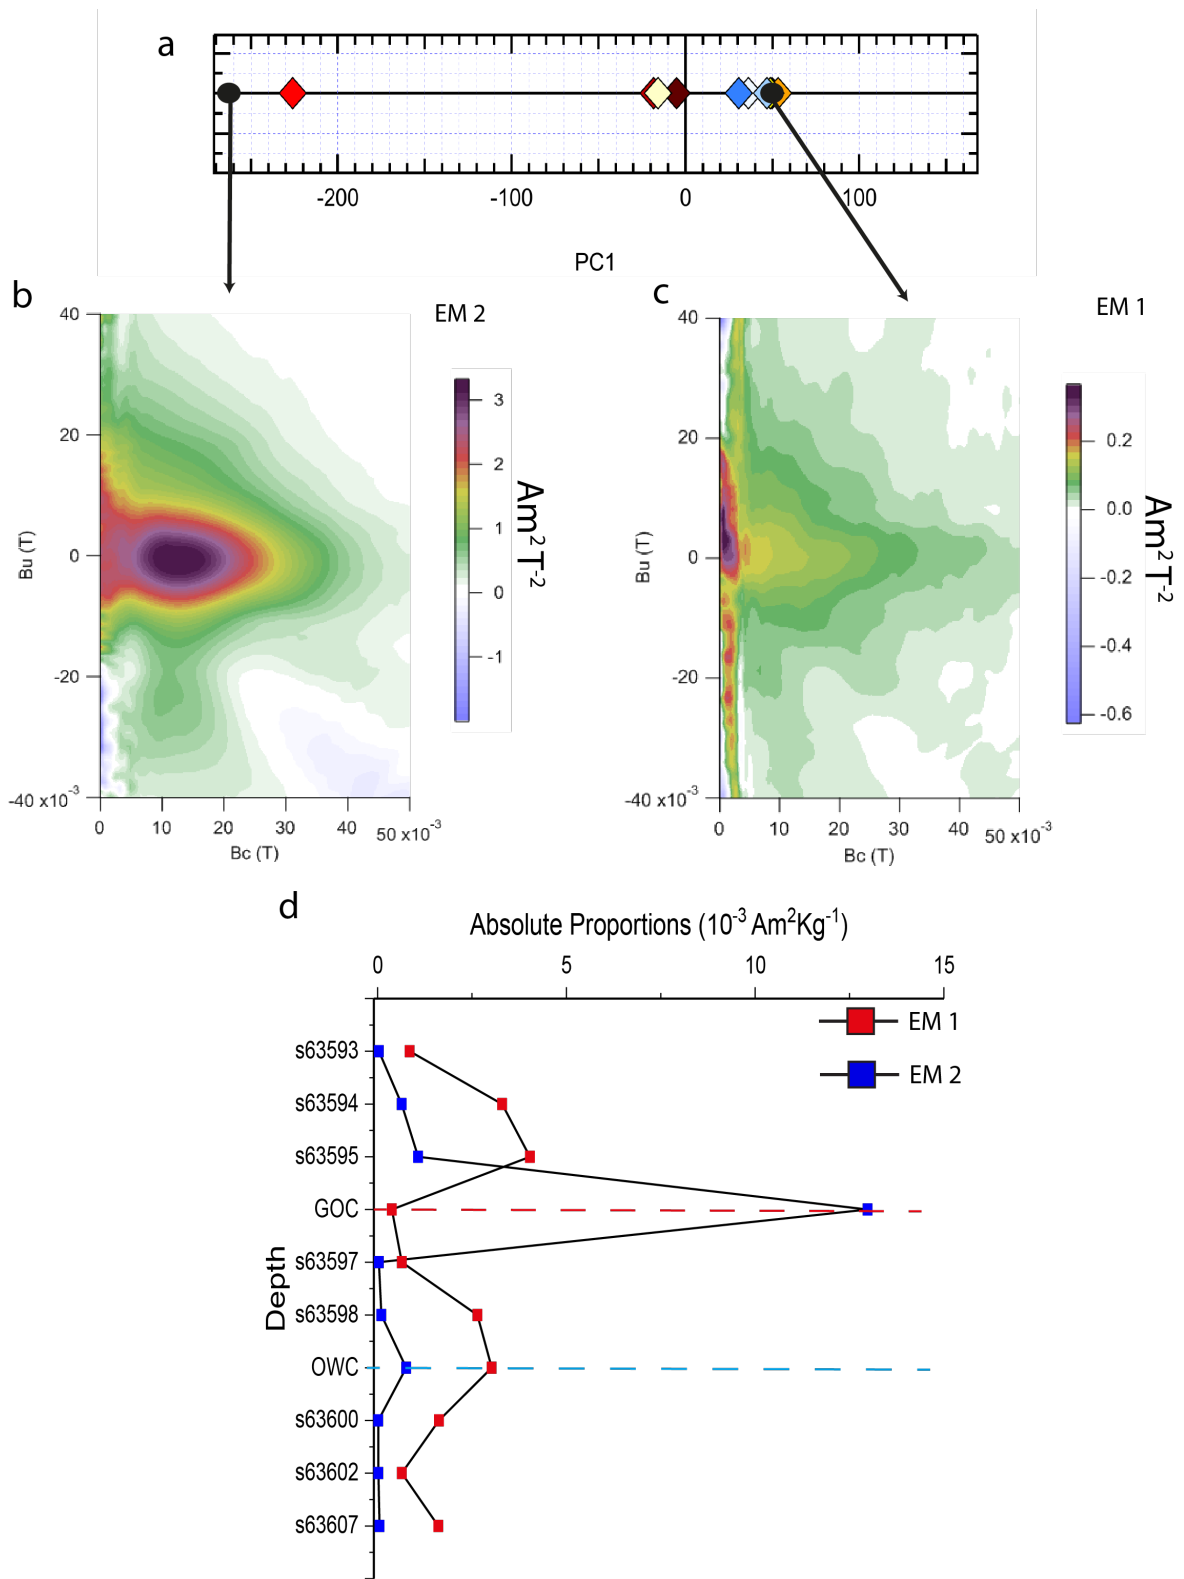 a
-200 -100 0 100
PC1
b
EM 2
40
20
0
-20
-40 x10⁻³
Bu (T)
0 10 20 30 40 50 x10⁻³
Bc (T)
3
2
1
0
-1
Am² T⁻²
c
EM 1
40
20
0
-20
-40 x10⁻³
Bu (T)
0 10 20 30 40 50 x10⁻³
Bc (T)
0.2
0.0
-0.2
-0.4
-0.6
Am² T⁻²
d
Absolute Proportions (10⁻³ Am²Kg⁻¹)
0 5 10 15
EM 1
EM 2
s63593
s63594
s63595
GOC
s63597
s63598
OWC
s63600
s63602
s63607
Depth